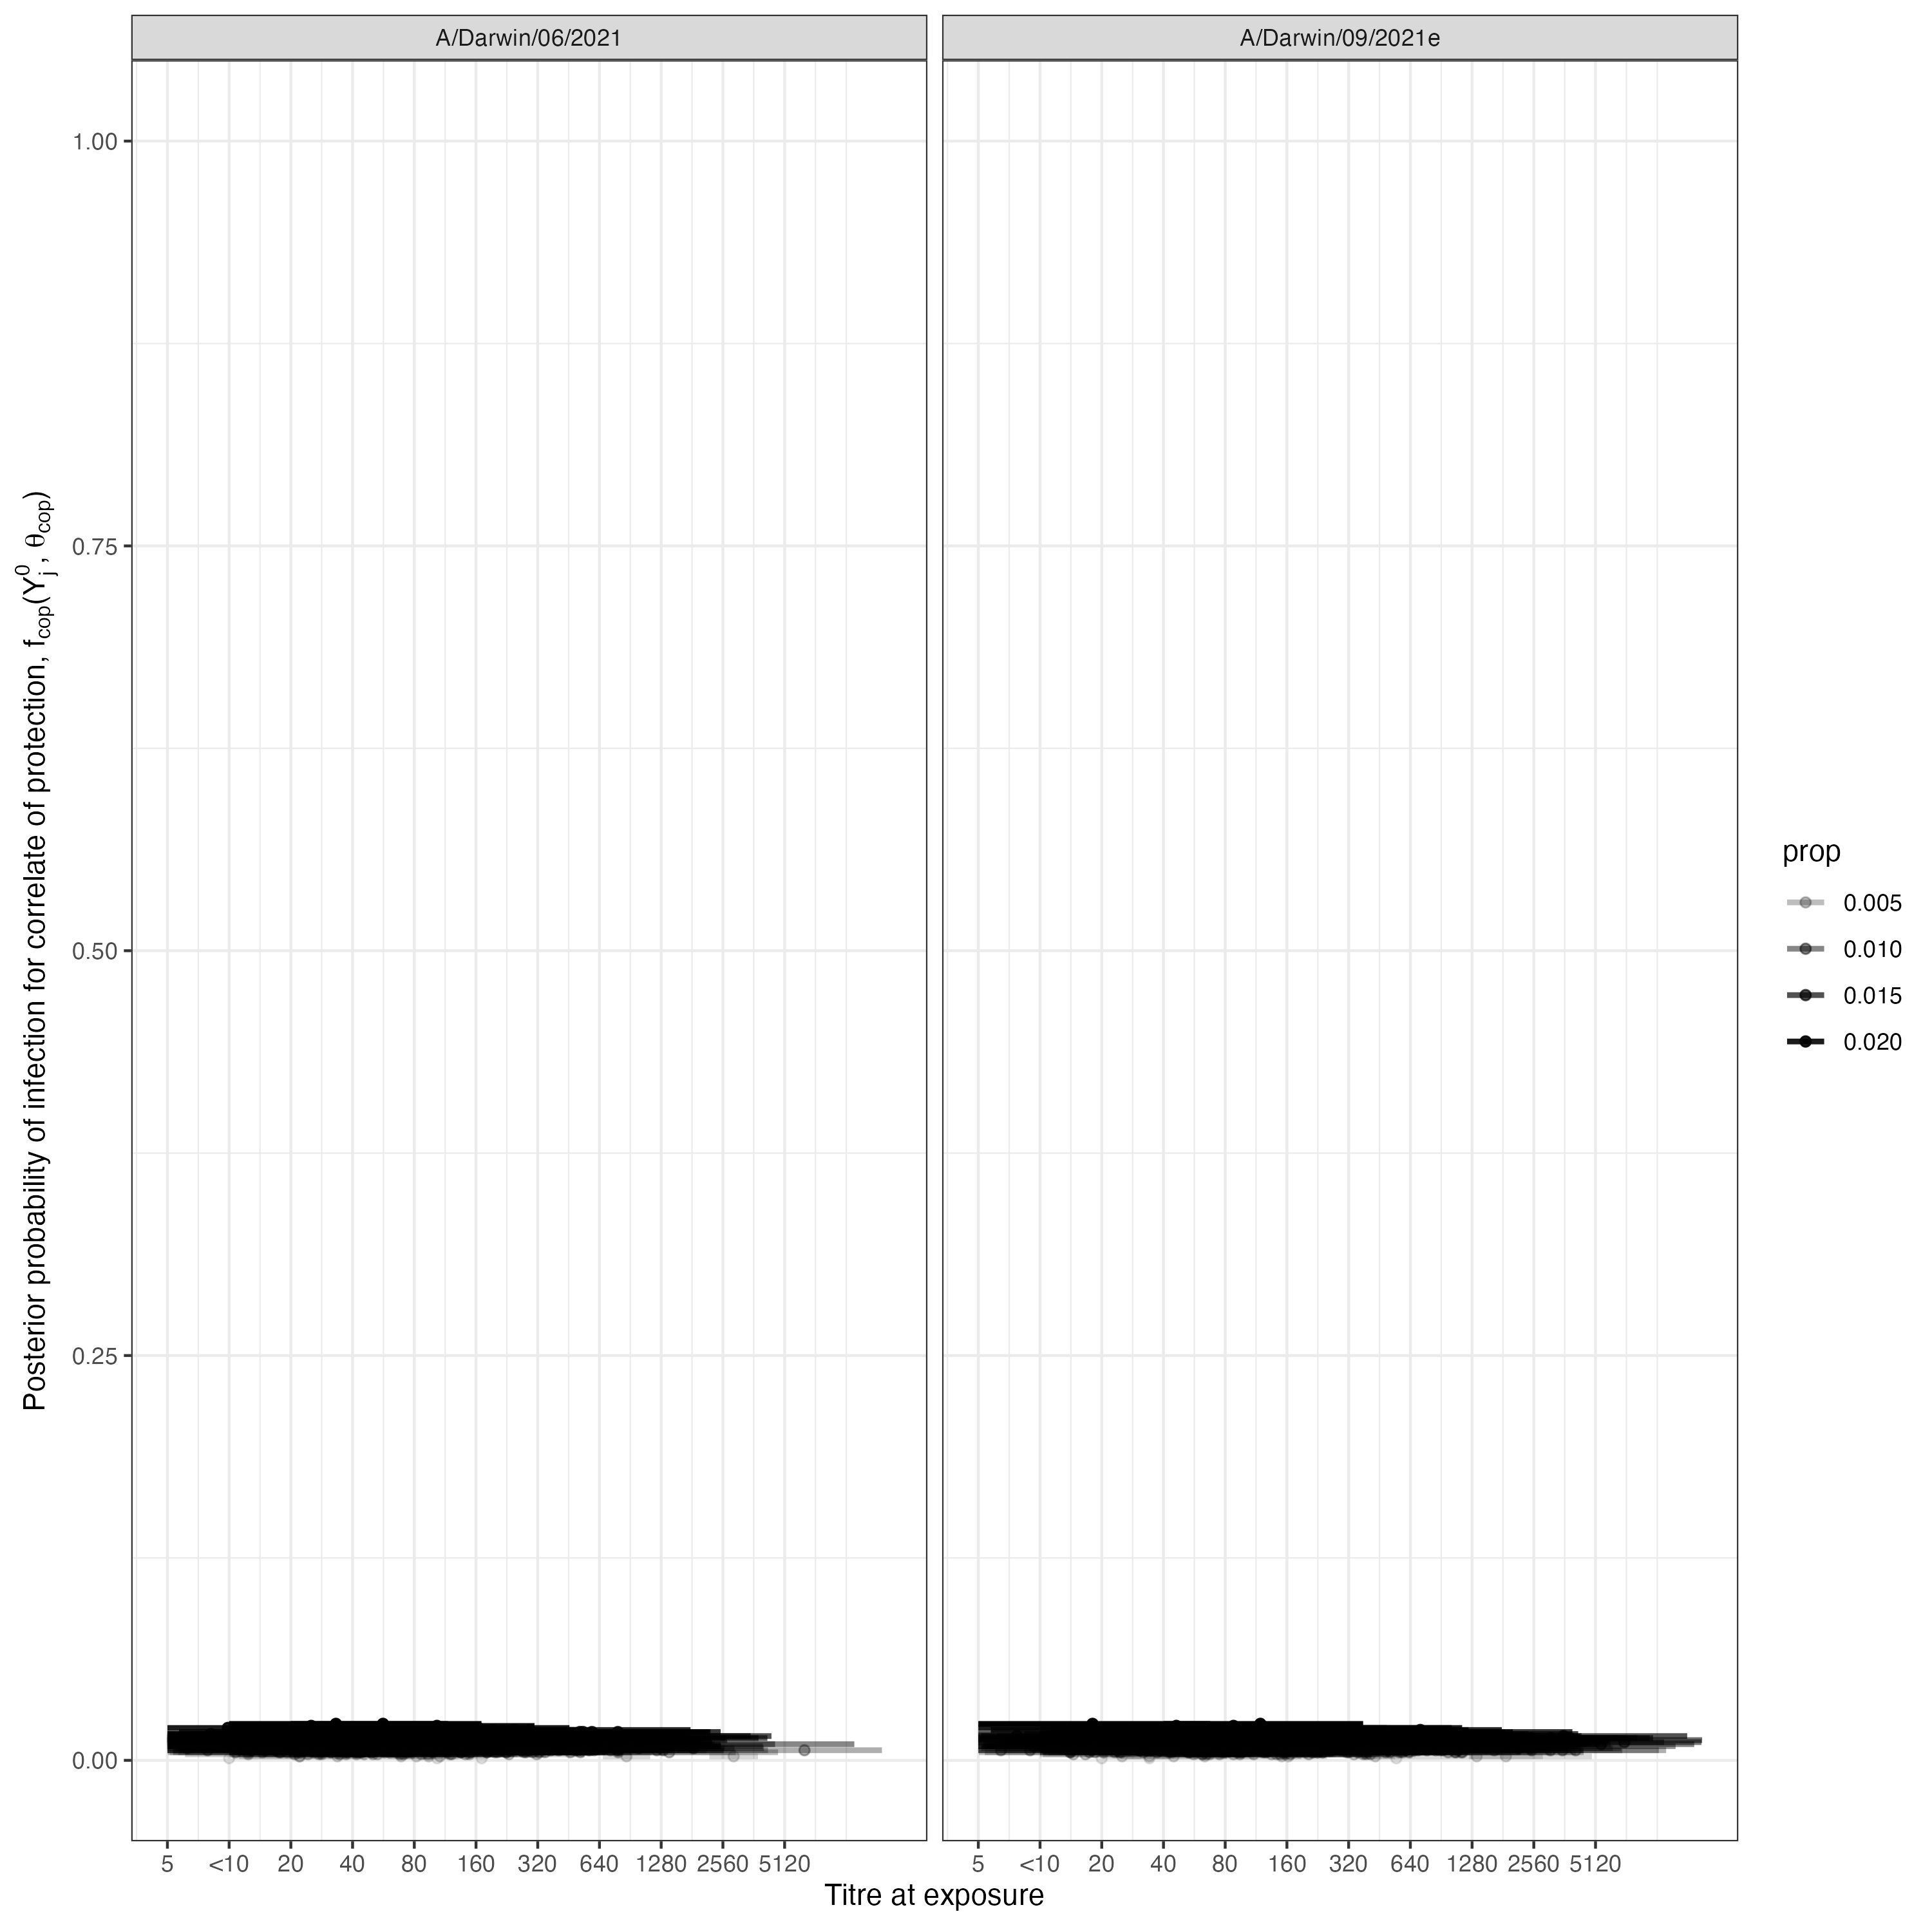 A/Darwin/06/2021
A/Darwin/09/2021e
Posterior probability of infection for correlate of protection, f_cop(Y_j^0, θ_cop)
1.00
0.75
0.50
0.25
0.00
5 <10 20 40 80 160 320 640 1280 2560 5120
5 <10 20 40 80 160 320 640 1280 2560 5120
Titre at exposure
prop
0.005
0.010
0.015
0.020